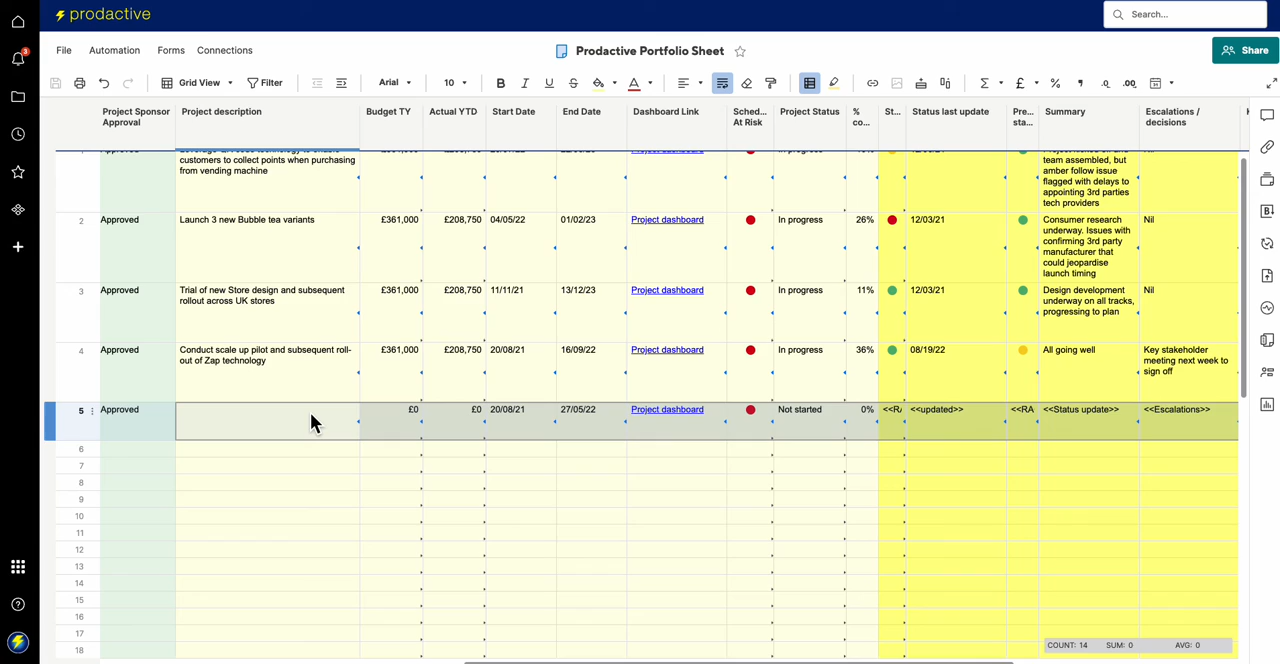 prodactive
Search...
File
Automation
Forms
Connections
Prodactive Portfolio Sheet
Share
3
Grid View
Filter
Arial
10
B
I
U
S
A
Σ
£
%
.0
.00
Project Sponsor
Approval
Project description
Budget TY
Actual YTD
Start Date
End Date
Dashboard Link
Sched...
At Risk
Project Status
%
co...
St...
Status last update
Pre...
sta...
Summary
Escalations /
decisions
customers to collect points when purchasing
from vending machine
team assembled, but
amber follow issue
flagged with delays to
appointing 3rd parties
tech providers
2
Approved
Launch 3 new Bubble tea variants
£361,000
£208,750
04/05/22
01/02/23
Project dashboard
In progress
26%
12/03/21
Consumer research
underway. Issues with
confirming 3rd party
manufacturer that
could jeopardise
launch timing
Nil
3
Approved
Trial of new Store design and subsequent
rollout across UK stores
£361,000
£208,750
11/11/21
13/12/23
Project dashboard
In progress
11%
12/03/21
Design development
underway on all tracks,
progressing to plan
Nil
4
Approved
Conduct scale up pilot and subsequent roll-
out of Zap technology
£361,000
£208,750
20/08/21
16/09/22
Project dashboard
In progress
36%
08/19/22
All going well
Key stakeholder
meeting next week to
sign off
5
Approved
£0
£0
20/08/21
27/05/22
Project dashboard
Not started
0%
<<R/
<<updated>>
<<RA
<<Status update>>
<<Escalations>>
6
7
8
9
10
11
12
13
14
15
16
17
18
COUNT: 14
SUM: 0
AVG: 0